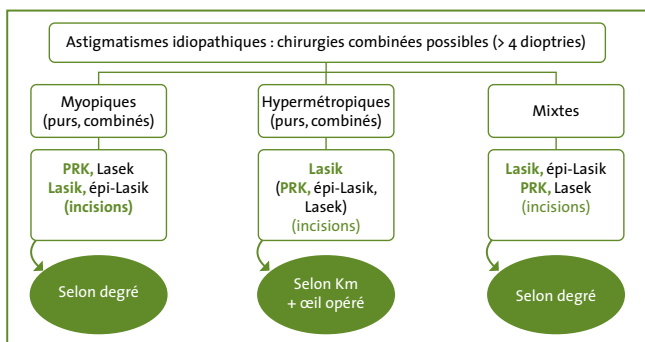 Astigmatismes idiopathiques : chirurgies combinées possibles (> 4 dioptries)
Myopiques
(purs, combinés)
PRK, Lasek
Lasik, épi-Lasik
(incisions)
Selon degré
Hypermétropiques
(purs, combinés)
Lasik
(PRK, épi-Lasik,
Lasek)
(incisions)
Selon Km
+ œil opéré
Mixtes
Lasik, épi-Lasik
PRK, Lasek
(incisions)
Selon degré